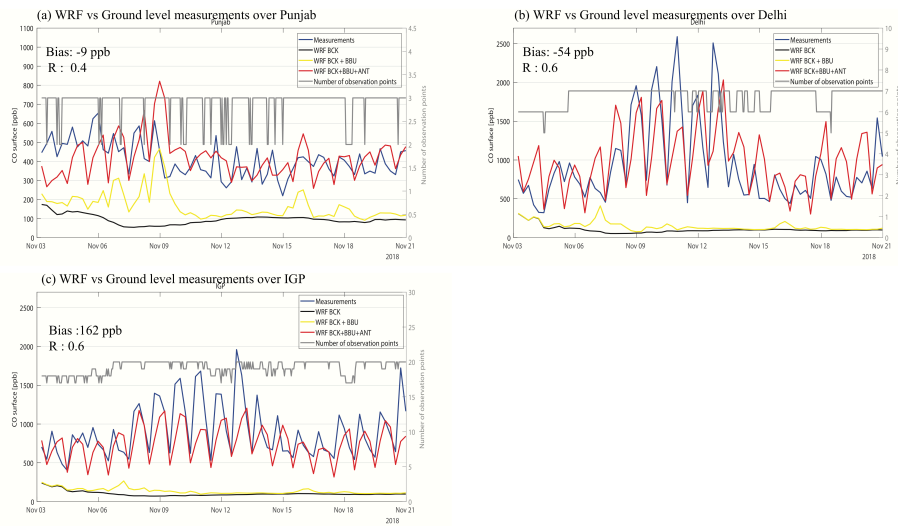 (a) WRF vs Ground level measurements over Punjab
Punjab
Bias: -9 ppb
R : 0.4
Measurements
WRF BCK
WRF BCK + BBU
WRF BCK+BBU+ANT
Number of observation points
CO surface [ppb]
1100
1000
900
800
700
600
500
400
300
200
100
0
4.5
4
3.5
3
2.5
2
1.5
1
0.5
0
Number of observation points
Nov 03 Nov 06 Nov 09 Nov 12 Nov 15 Nov 18 Nov 21
2018
(b) WRF vs Ground level measurements over Delhi
Delhi
Bias: -54 ppb
R : 0.6
Measurements
WRF BCK
WRF BCK + BBU
WRF BCK+BBU+ANT
Number of observation points
CO surface [ppb]
2500
2000
1500
1000
500
0
10
9
8
7
6
5
4
3
2
1
0
Nov 03 Nov 06 Nov 09 Nov 12 Nov 15 Nov 18 Nov 21
2018
(c) WRF vs Ground level measurements over IGP
IGP
Bias :162 ppb
R : 0.6
Measurements
WRF BCK
WRF BCK + BBU
WRF BCK+BBU+ANT
Number of observation points
CO surface [ppb]
2500
2000
1500
1000
500
0
30
25
20
15
10
5
0
Number of observation points
Nov 03 Nov 06 Nov 09 Nov 12 Nov 15 Nov 18 Nov 21
2018